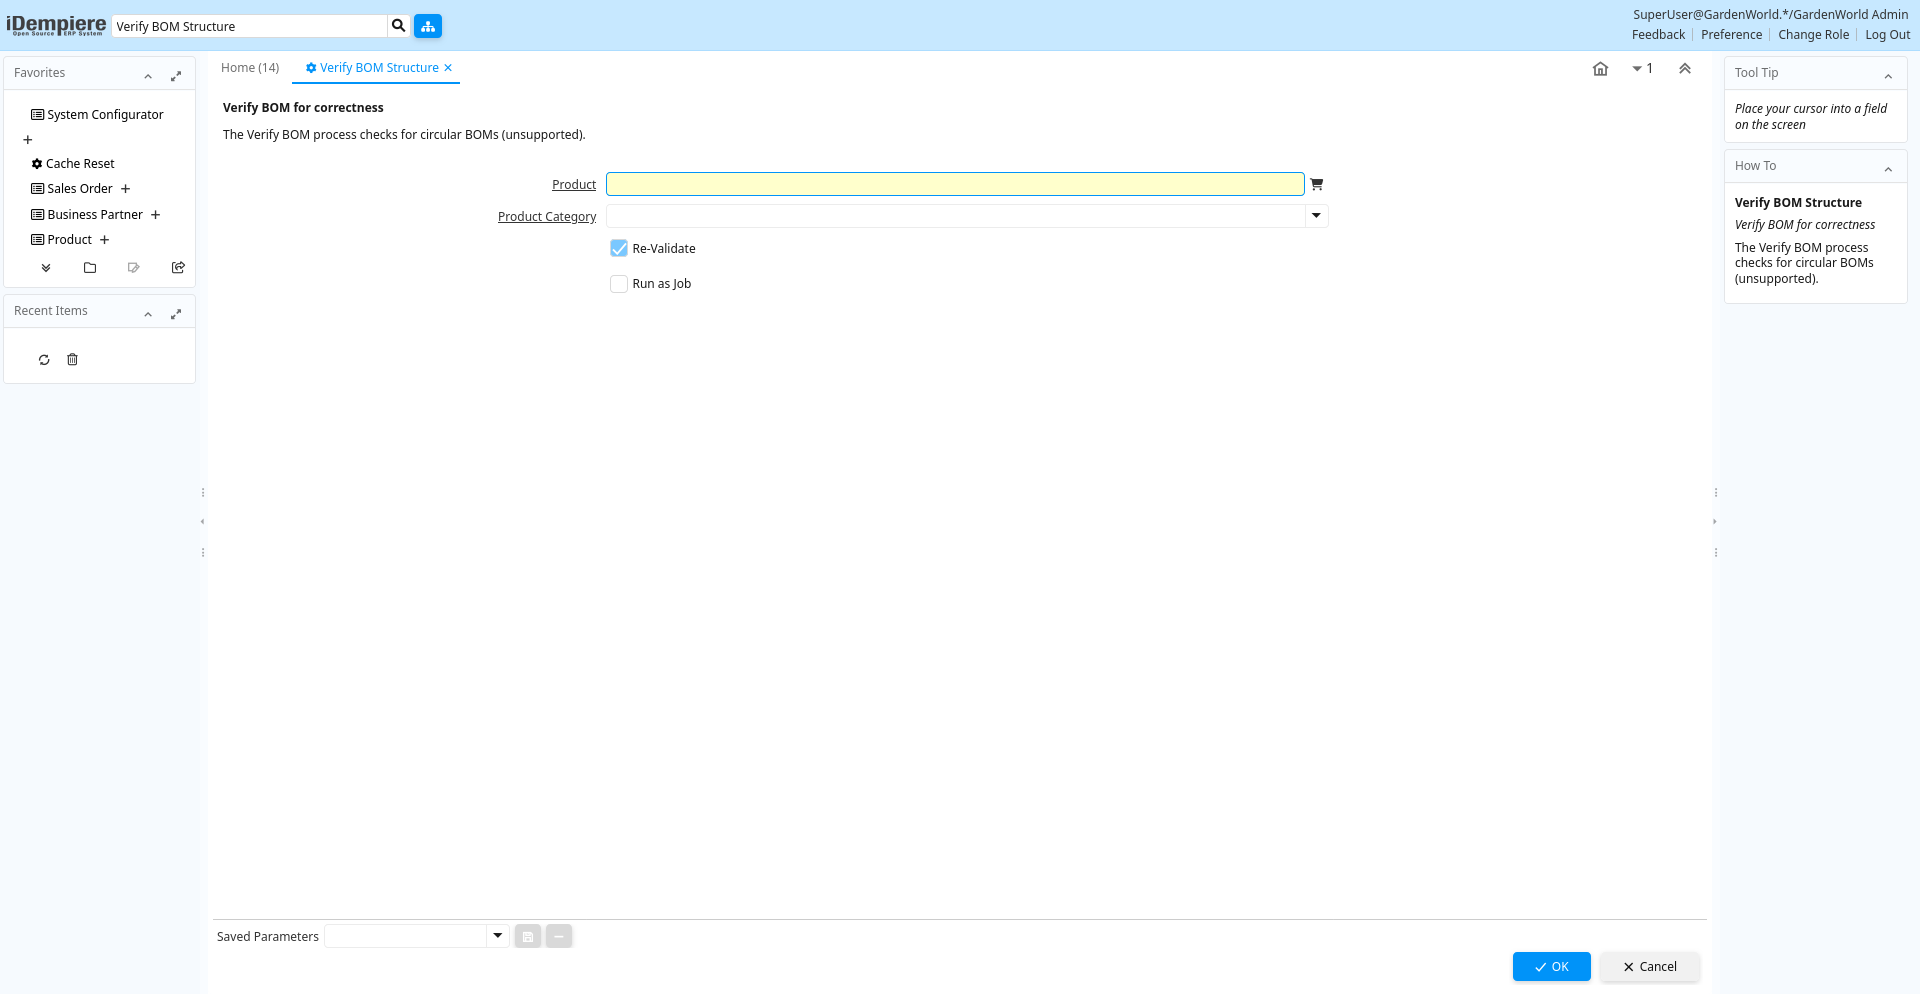 iDempiere
Open Source ERP System
Verify BOM Structure
SuperUser@GardenWorld.*/GardenWorld Admin
Feedback
Preference
Change Role
Log Out
Favorites
System Configurator
Cache Reset
Sales Order
Business Partner
Product
Recent Items
Home (14)
Verify BOM Structure
1
Verify BOM for correctness
The Verify BOM process checks for circular BOMs (unsupported).
Product
Product Category
Re-Validate
Run as Job
Saved Parameters
OK
Cancel
Tool Tip
Place your cursor into a field
on the screen
How To
Verify BOM Structure
Verify BOM for correctness
The Verify BOM process
checks for circular BOMs
(unsupported).